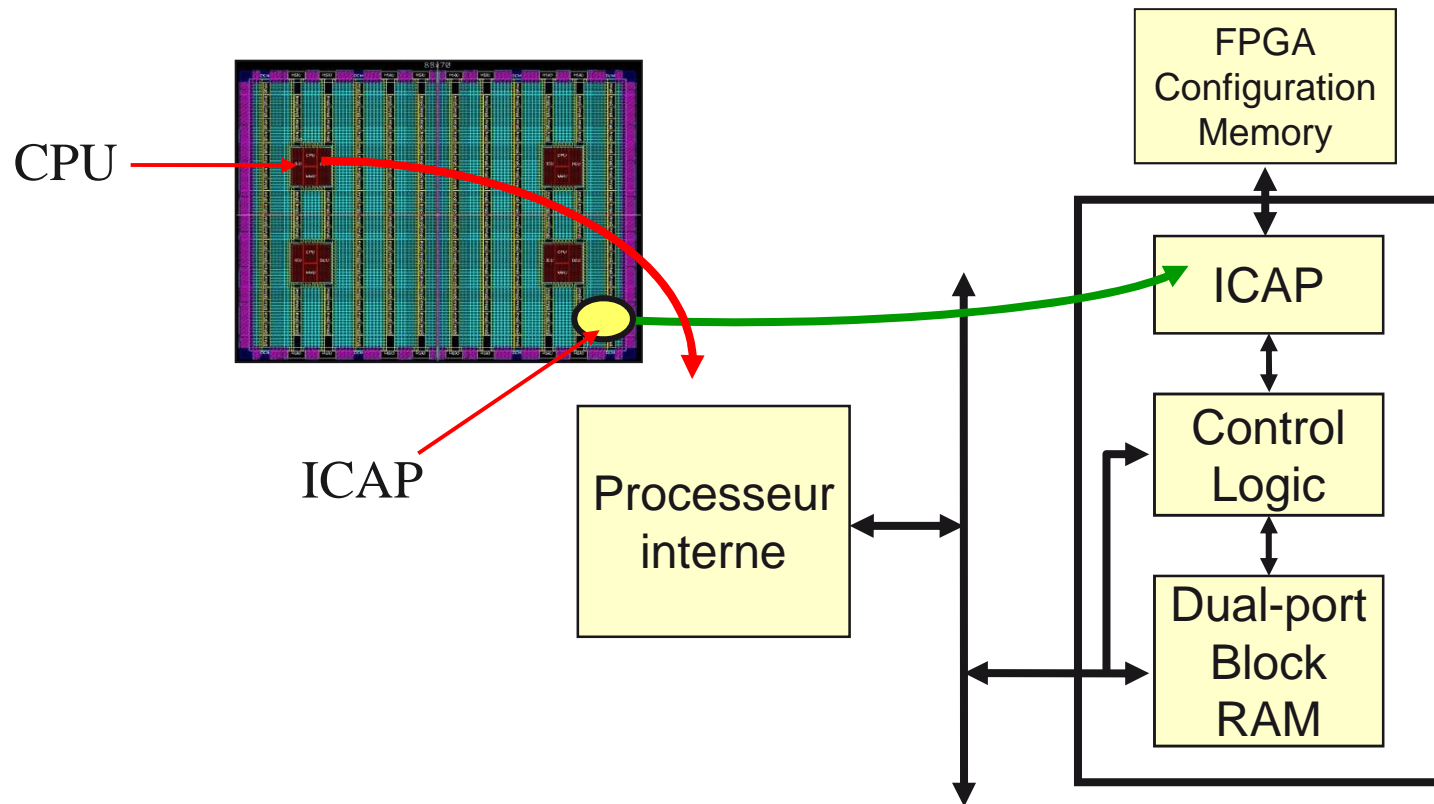 FPGA
Configuration
Memory
CPU
ICAP
ICAP
Processeur
interne
Control
Logic
Dual-port
Block
RAM